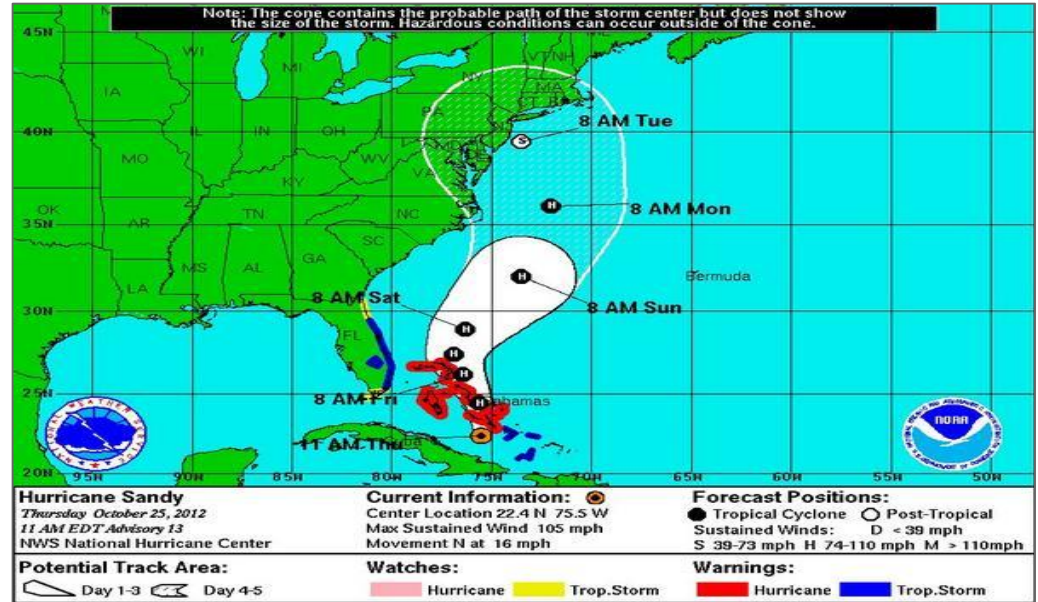 Note: The cone contains the probable path of the storm center but does not show
the size of the storm. Hazardous conditions can occur outside of the cone.
45N
WI
MI
NY
VT NH
MA
CT
IA
PA
40N
IL
IN
OH
8 AM Tue
MO
WV
MD
VA
KY
OK
AR
TN
NC
8 AM Mon
35N
SC
MS
AL
GA
Bermuda
LA
8 AM Sat
8 AM Sun
30N
FL
25N
8 AM Fri
Bahamas
11 AM Thu
NATIONAL WEATHER SERVICE
NOAA
20N
95W
90W
85W
80W
75W
70W
65W
60W
55W
50W
Hurricane Sandy
Thursday October 25, 2012
11 AM EDT Advisory 13
NWS National Hurricane Center
Current Information:
Center Location 22.4 N 75.5 W
Max Sustained Wind 105 mph
Movement N at 16 mph
Forecast Positions:
Tropical Cyclone Post-Tropical
Sustained Winds: D < 39 mph
S 39-73 mph H 74-110 mph M > 110mph
Potential Track Area:
Day 1-3 Day 4-5
Watches:
Hurricane Trop.Storm
Warnings:
Hurricane Trop.Storm